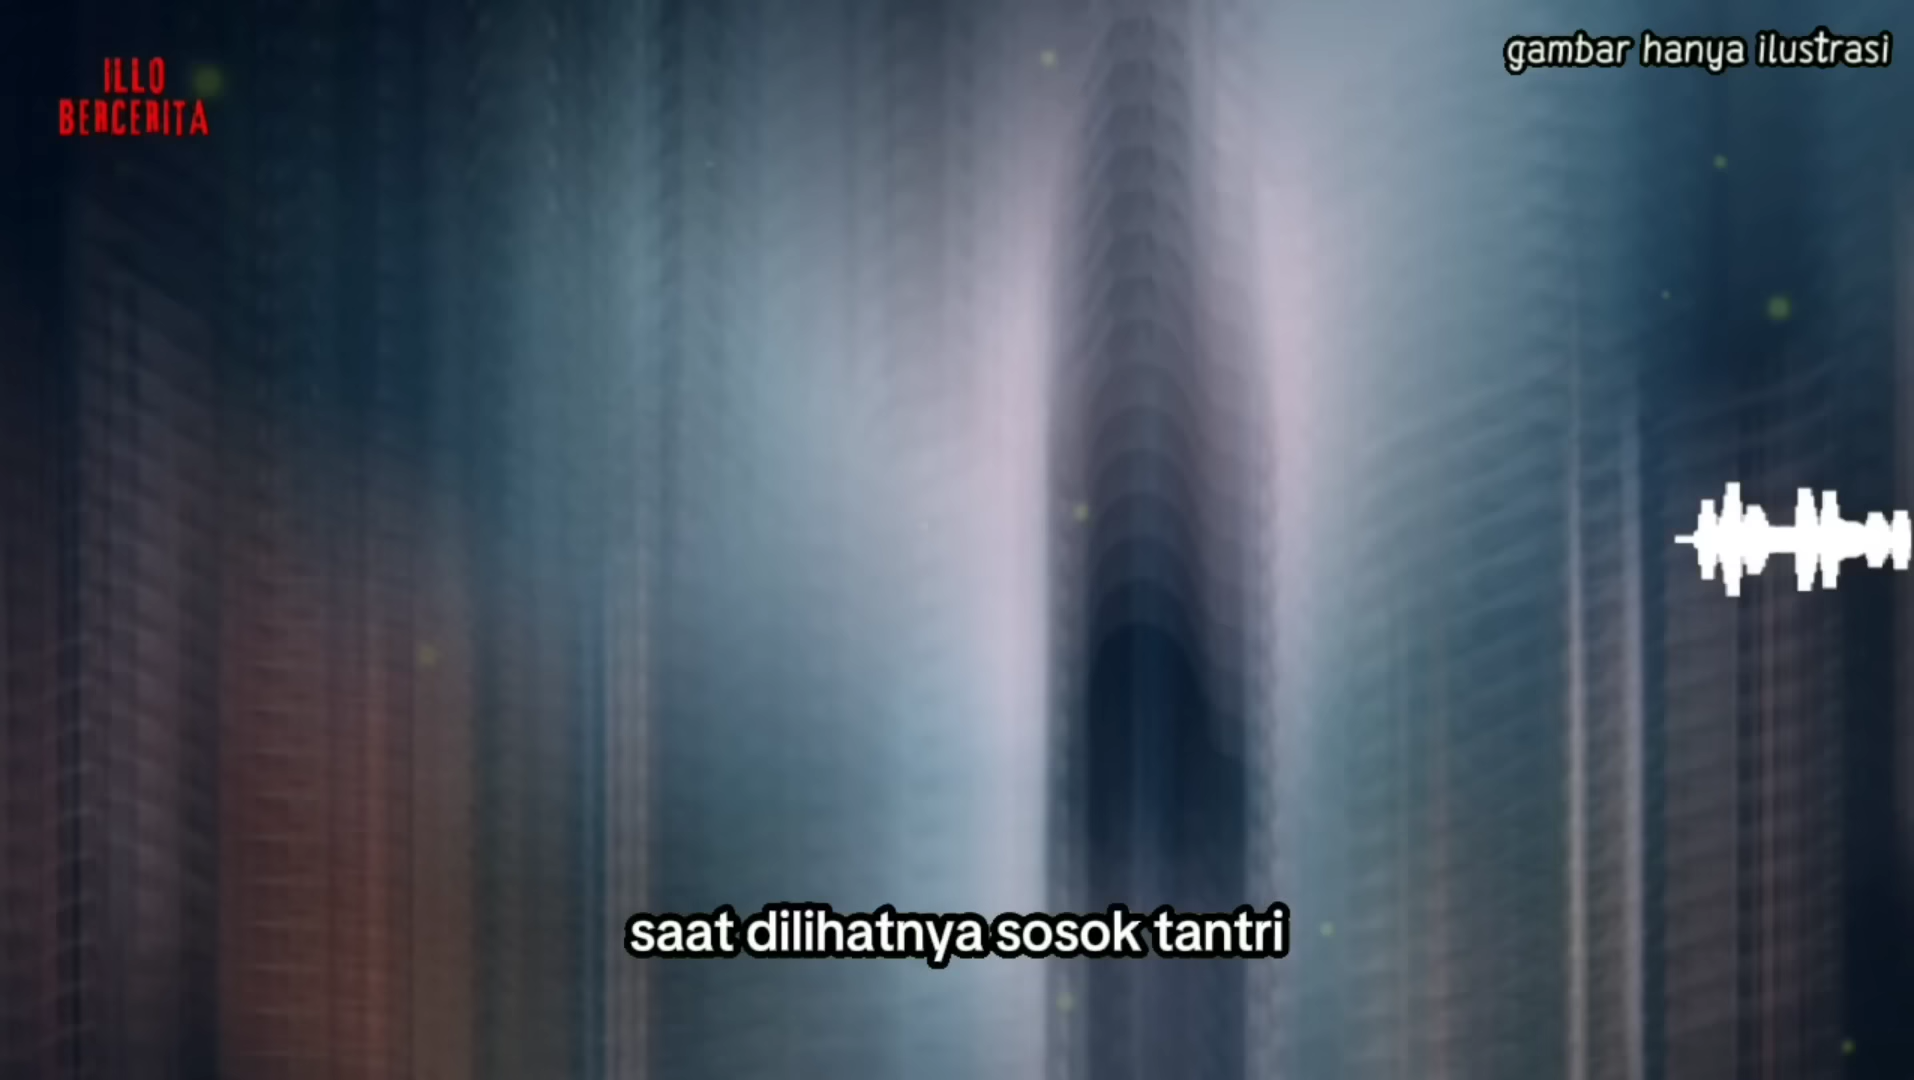 ILLO
BERCERITA
gambar hanya ilustrasi
saat dilihatnya sosok tantri